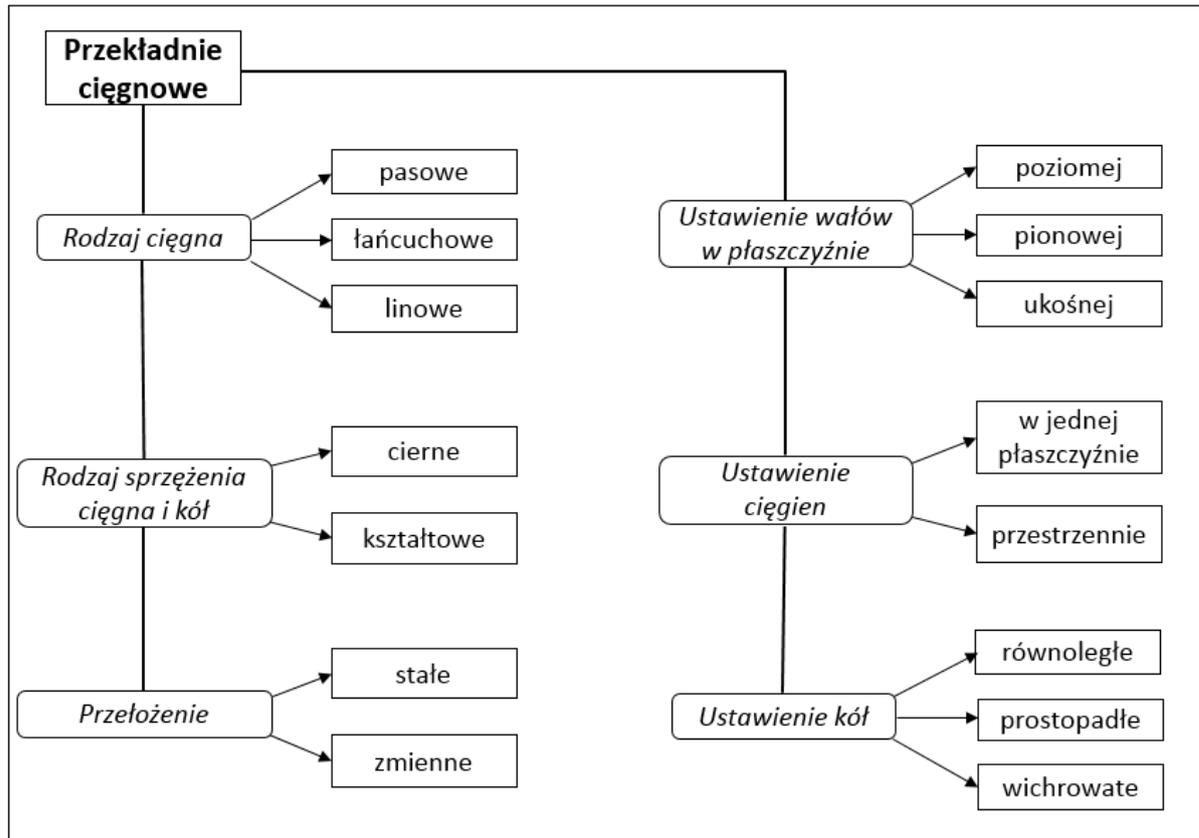 Przekładnie
cięgnowe
Rodzaj cięgna
pasowe
łańcuchowe
linowe
Rodzaj sprzężenia
cięgna i kół
cierne
kształtowe
Przełożenie
stałe
zmienne
Ustawienie wałów
w płaszczyźnie
poziomej
pionowej
ukośnej
Ustawienie
cięgien
w jednej
płaszczyźnie
przestrzennie
Ustawienie kół
równoległe
prostopadłe
wichrowate